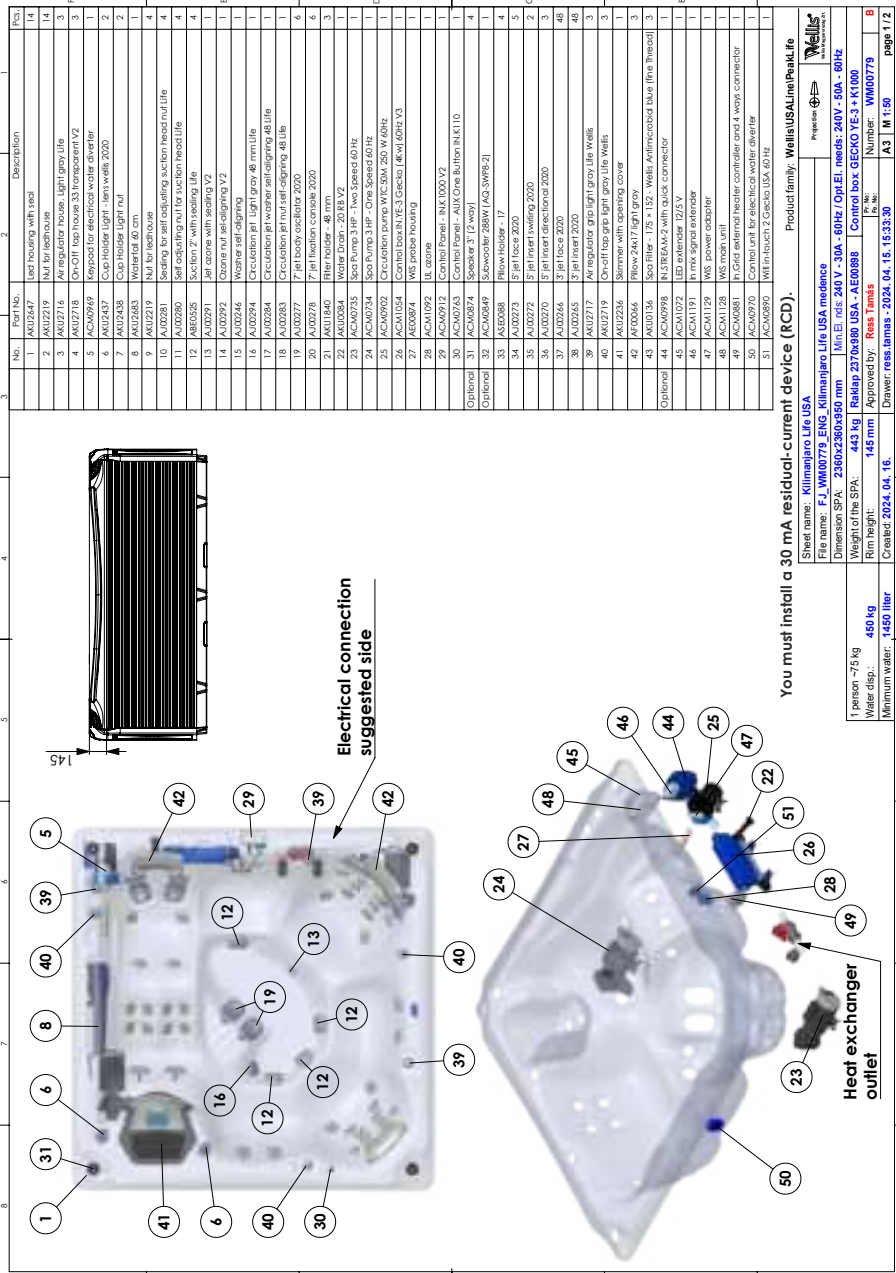 8 7 6 5 4 3 2 1
No. Part No. Description Pcs.
1 AKU2647 Led housing with seal 14
2 AKU2219 Nut for ledhouse 14
3 AKU2716 Air regulator house, Light gray Life 3
4 AKU2718 On-Off tap house 33 transparent V2 3
5 ACM0969 Keypad for electrical water diverter 1
6 AKU2437 Cup Holder Light - lens wellis 2020 2
7 AKU2438 Cup Holder Light nut 2
8 AKU2683 Waterfall 60 cm 1
9 AKU2219 Nut for ledhouse 1
10 AJ00281 Sealing for self adjusting suction head nut Life 4
11 AJ00280 Self adjusting nut for suction head Life 4
12 ABE0525 Suction 2" with sealing Life 4
13 AJ00291 Jet ozone with sealing V2 1
14 AJ00292 Ozone nut sel-aligning V2 1
15 AJ00246 Washer self-aligning 1
16 AJ00294 Circulation jet Light gray 48 mm Life 1
17 AJ00284 Circulation jet washer self-aligning 48 Life 1
18 AJ00283 Circulation jet nut self-aligning 48 Life 1
19 AJ00277 7" jet body oscillator 2020 6
20 AJ00278 7" jet fixation console 2020 6
21 AKU1840 Filter holder - 48 mm 3
22 AKU0084 Water Drain - 20 RB V2 1
23 ACM0735 Spa Pump 3 HP - Two Speed 60 Hz 1
24 ACM0734 Spa Pump 3 HP - One Speed 60 Hz 1
25 ACM0902 Circulation pump WTC50M 250 W 60Hz 1
26 ACM1054 Control box IN.YE-3 Gecko (4Kw) 60Hz V3 1
27 AE00874 WIS probe housing 1
28 ACM1092 UL ozone 1
29 ACM0912 Control Panel - IN.K1000 V2 1
30 ACM0763 Control Panel - AUX One Button IN.K110 1
Optional 31 ACM0874 Speaker 3" (2 way) 4
Optional 32 ACM0849 Subwoofer 288W (AQ-SWPB8-2) 1
33 ASE0088 Pillow Holder - 17 4
34 AJ00273 5" jet face 2020 5
35 AJ00272 5" jet insert swirling 2020 2
36 AJ00270 5" jet insert directional 2020 3
37 AJ00266 3" jet face 2020 48
38 AJ00265 3" jet insert 2020 48
39 AKU2717 Air regulator grip light gray Life Wellis 3
40 AKU2719 On-off tap grip light gray Life Wellis 3
41 AKU2236 Skimmer with opening cover 1
42 AF00066 Pillow 24x17 light gray 3
43 AKU0136 Spa Filter - 175 x 152 - Wellis Antimicrobial blue (fine Thread) 3
Optional 44 ACM0998 IN.STREAM-2 with quick connector 1
45 ACM1072 LED extender 12/5 V 1
46 ACM1191 In mix signal extender 1
47 ACM1129 WIS power adapter 1
48 ACM1128 WIS main unit 1
49 ACM0881 In.Grid external heater controller and 4 ways connector 1
50 ACM0970 Control unit for electrical water diverter 1
51 ACM0890 Wifi in-touch 2 Gecko USA 60 Hz 1
145
1 31 6 8 40 39 5
42
29
39
42
12
13
19
16
12
12
12
41
6
40
30
39
40
Electrical connection
suggested side
45
46
44
25
47
22
51
26
28
49
48
27
24
23
50
Heat exchanger
outlet
You must install a 30 mA residual-current device (RCD).
Product family: Wellis\USALine\PeakLife
Sheet name: Kilimanjaro Life USA
Projection
Wellis
File name: FJ_WM00779_ENG_Kilimanjaro Life USA medence
Dimension SPA: 2360x2360x950 mm Min.El. nds: 240 V - 30A - 60Hz / Opt.El. needs: 240V - 50A - 60Hz
1 person ~75 kg Weight of the SPA: 443 kg Raklap 2370x980 USA - AE00898 Control box: GECKO YE-3 + K1000
Water disp.: 450 kg Rim height: 145 mm Approved by: Ress Tamás Number: WM00779 B
Minimum water: 1450 liter Created: 2024. 04. 16. Drawer: ress.tamas - 2024.04.15. 15:33:30 A3 M 1:50 page 1 / 2